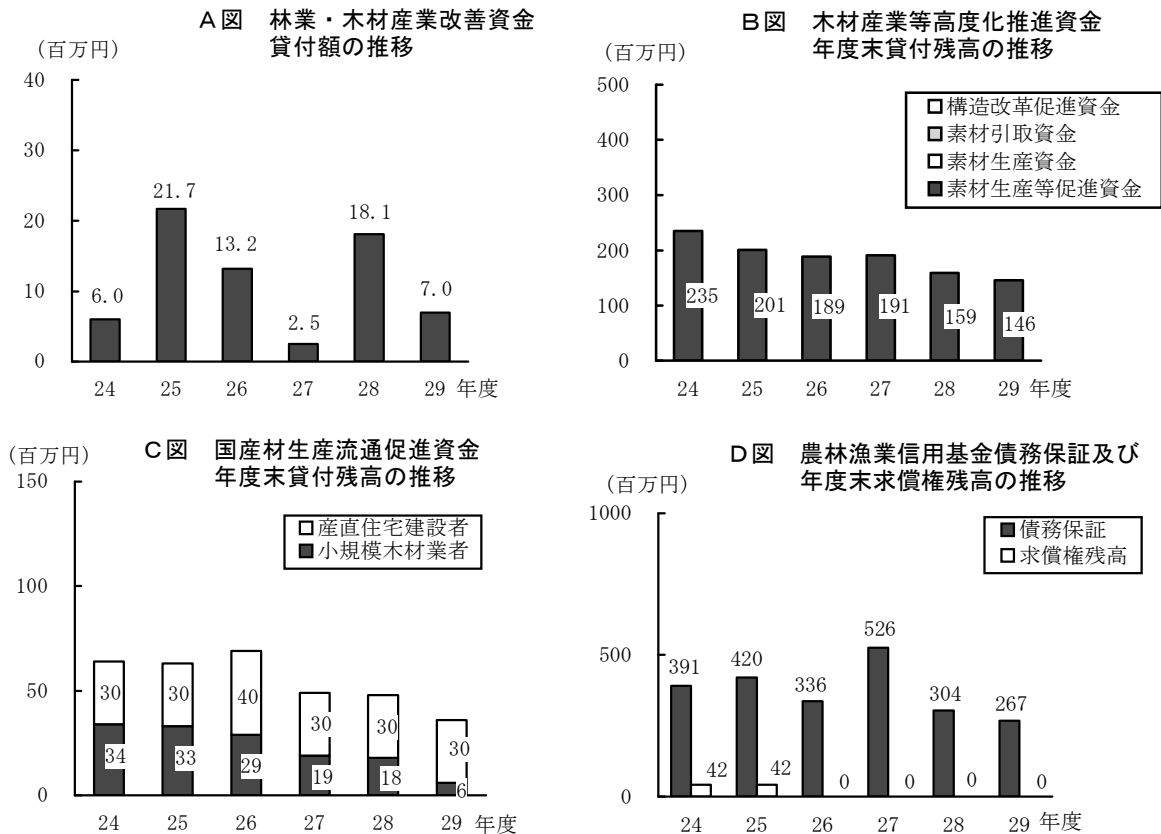 A図 林業・木材産業改善資金
貸付額の推移
(百万円)
40
30
20
10
0
6.0
21.7
13.2
2.5
18.1
7.0
24 25 26 27 28 29 年度
B図 木材産業等高度化推進資金
年度末貸付残高の推移
(百万円)
500
400
300
200
100
0
構造改革促進資金
素材引取資金
素材生産資金
素材生産等促進資金
235
201
189
191
159
146
24 25 26 27 28 29 年度
C図 国産材生産流通促進資金
年度末貸付残高の推移
(百万円)
150
100
50
0
産直住宅建設者
小規模木材業者
30 30 40 30 30 30
34 33 29 19 18 6
24 25 26 27 28 29 年度
D図 農林漁業信用基金債務保証及び
年度末求償権残高の推移
(百万円)
1000
500
0
債務保証
求償権残高
391 420 336 526 304 267
42 42 0 0 0 0
24 25 26 27 28 29 年度